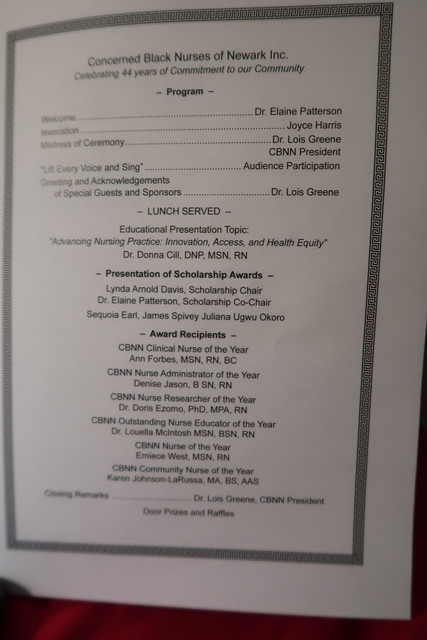 Concerned Black Nurses of Newark Inc.
Celebrating 44 years of Commitment to our Community
– Program –
Welcome.......................................................Dr. Elaine Patterson
Invocation................................................................Joyce Harris
Mistress of Ceremony..............................................Dr. Lois Greene
CBNN President
"Lift Every Voice and Sing"..............................Audience Participation
Greeting and Acknowledgements
of Special Guests and Sponsors...........................Dr. Lois Greene
– LUNCH SERVED –
Educational Presentation Topic:
"Advancing Nursing Practice: Innovation, Access, and Health Equity"
Dr. Donna Cill, DNP, MSN, RN
– Presentation of Scholarship Awards –
Lynda Arnold Davis, Scholarship Chair
Dr. Elaine Patterson, Scholarship Co-Chair
Sequoia Earl, James Spivey Juliana Ugwu Okoro
– Award Recipients –
CBNN Clinical Nurse of the Year
Ann Forbes, MSN, RN, BC
CBNN Nurse Administrator of the Year
Denise Jason, B SN, RN
CBNN Nurse Researcher of the Year
Dr. Doris Ezomo, PhD, MPA, RN
CBNN Outstanding Nurse Educator of the Year
Dr. Louella McIntosh MSN, BSN, RN
CBNN Nurse of the Year
Erniece West, MSN, RN
CBNN Community Nurse of the Year
Karen Johnson-LaRussa, MA, BS, AAS
Closing Remarks ..........................Dr. Lois Greene, CBNN President
Door Prizes and Raffles